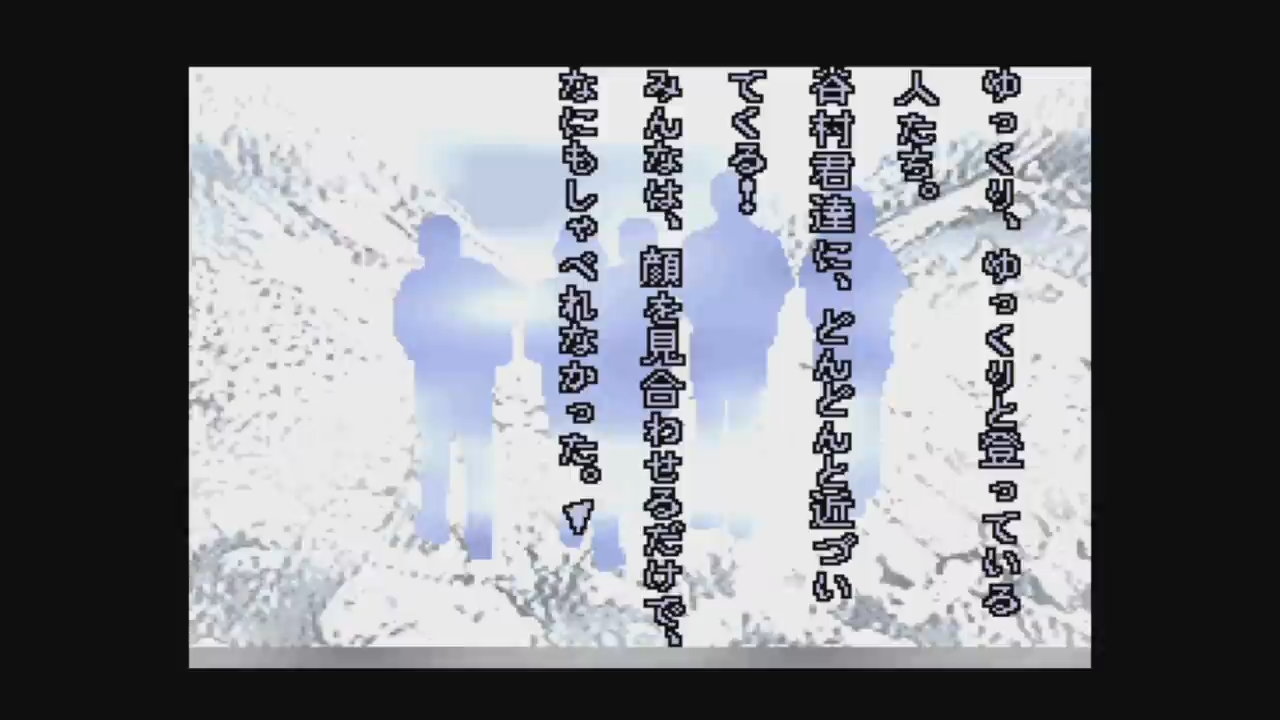 ゆっくり、ゆっくりと登っている
人たち。
谷村君達に、どんどんと近づい
てくる!
みんなは、顔を見合わせるだけで、
なにもしゃべれなかった。